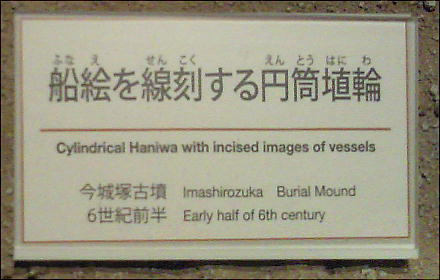 ふな え せん こく えん とう はに わ
船絵を線刻する円筒埴輪
Cylindrical Haniwa with incised images of vessels
今城塚古墳 Imashirozuka Burial Mound
6世紀前半 Early half of 6th century